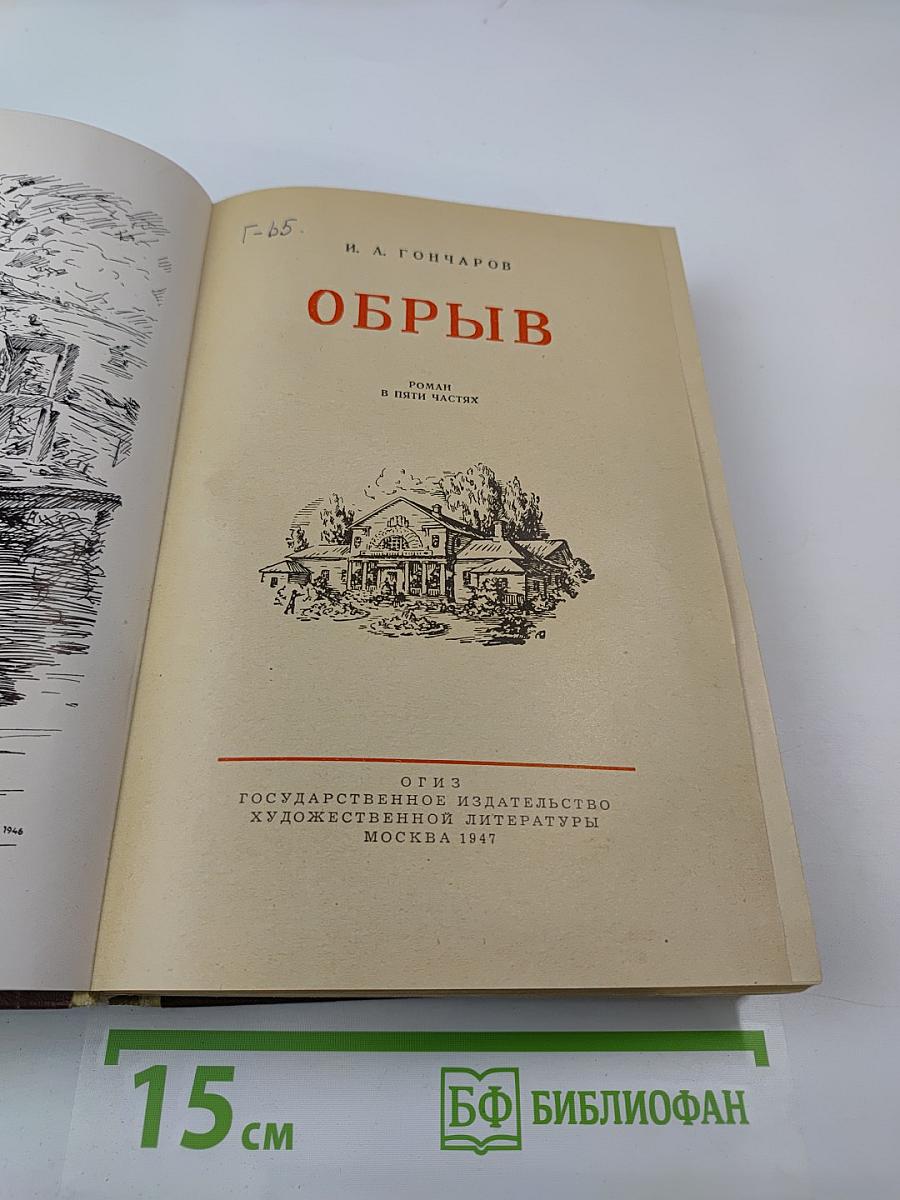 Г-65.
И. А. ГОНЧАРОВ
ОБРЫВ
РОМАН
В ПЯТИ ЧАСТЯХ
ОГИЗ
ГОСУДАРСТВЕННОЕ ИЗДАТЕЛЬСТВО
ХУДОЖЕСТВЕННОЙ ЛИТЕРАТУРЫ
МОСКВА 1947
1946
15 см
БФ БИБЛИОФАН